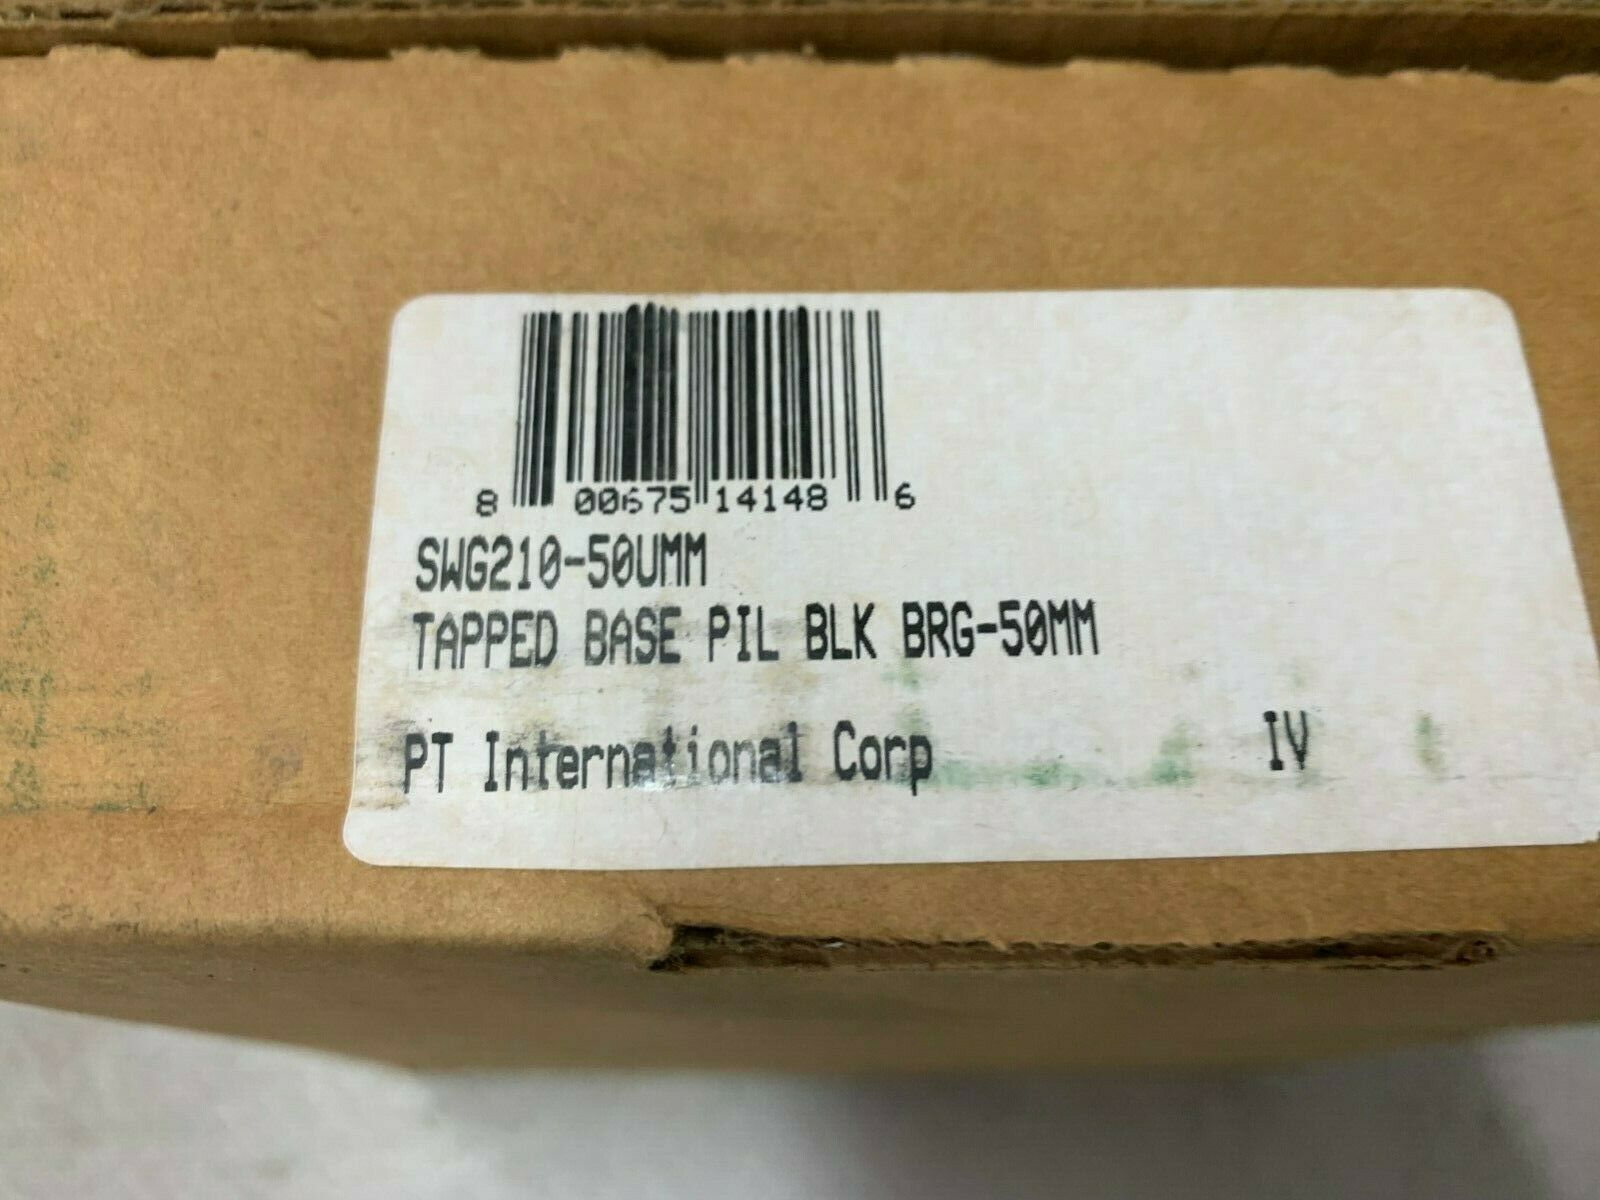 8 00675 14148 6
SWG210-50UMM
TAPPED BASE PIL BLK BRG-50MM
PT International Corp IV